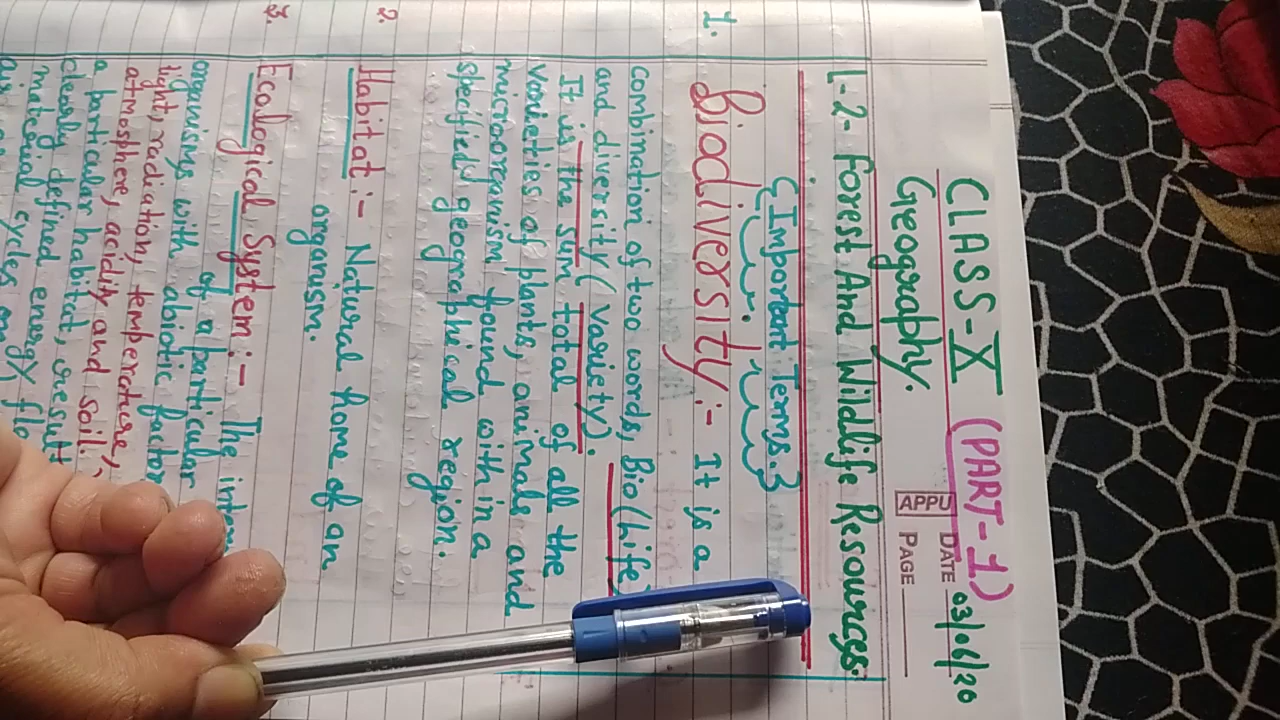 CLASS-X (PART-1)
Geography.
APPU
DATE 03/06/20
PAGE
L-2- Forest And Wildlife Resources.
{Important Terms.}
1. Biodiversity:- It is a
combination of two words, Bio (Life)
and diversity (Variety).
It is the sum total of all the
varieties of plants, animals and
microorganism found within a
specified geographical region.
2. Habitat:- Natural home of an
organism.
3. Ecological System:- The
of a particular
organisms with abiotic factor
light, radiation, temperature,
atmosphere, acidity and soil.
a particular habitat, result
clearly defined energy
material cycles